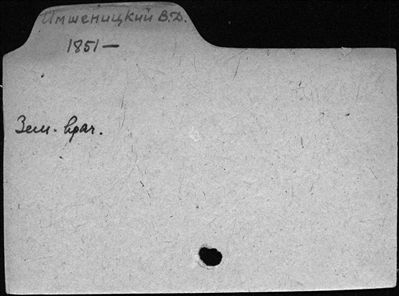 Имшеницкий В.Д.
1851—
Зем. врач.